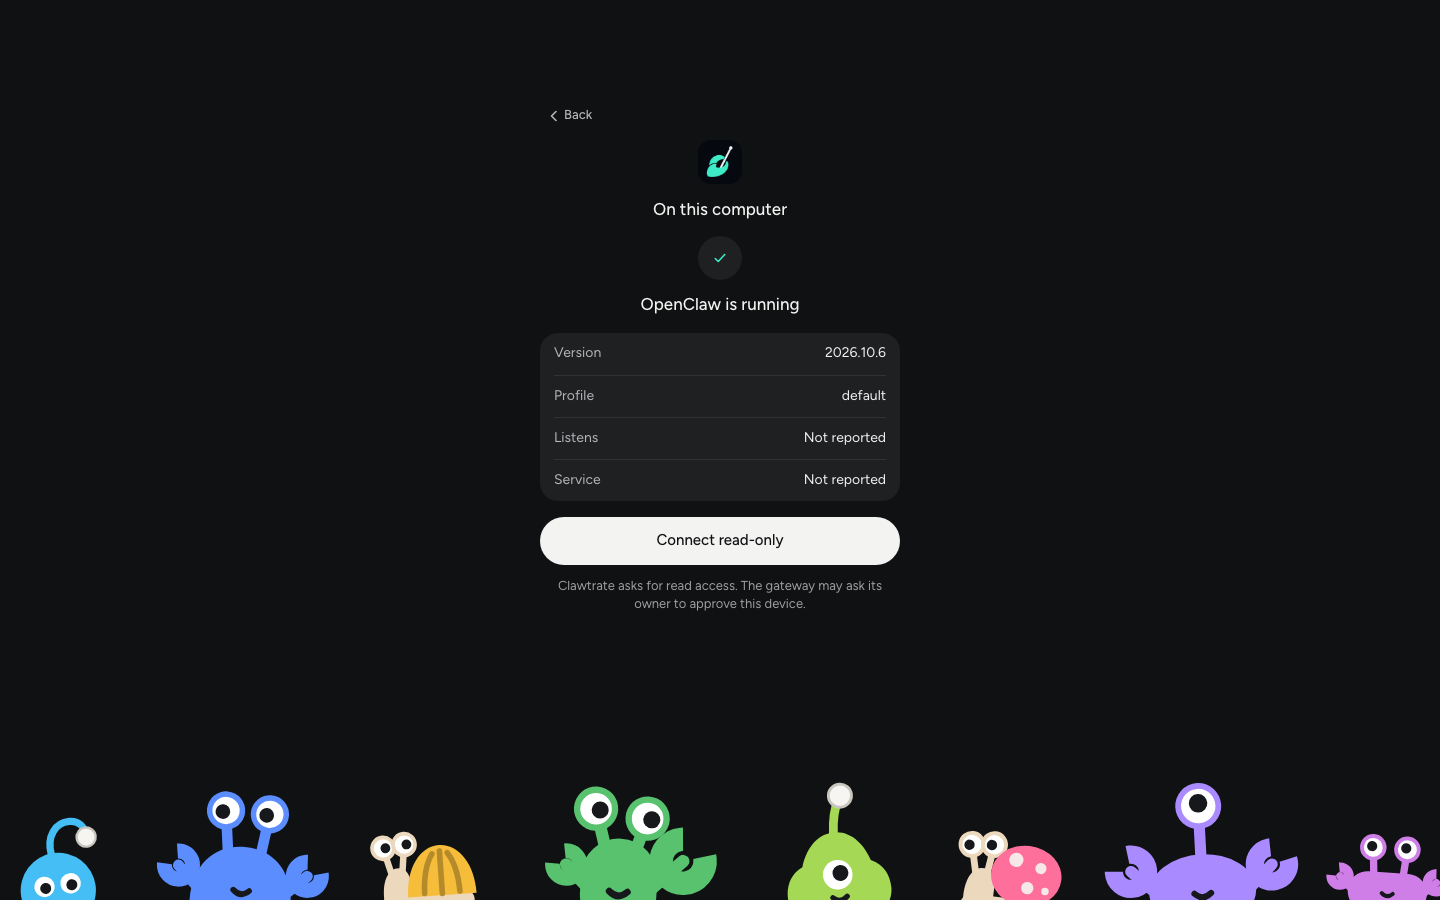 Back
On this computer
OpenClaw is running
Version 2026.10.6
Profile default
Listens Not reported
Service Not reported
Connect read-only
Clawtrate asks for read access. The gateway may ask its
owner to approve this device.